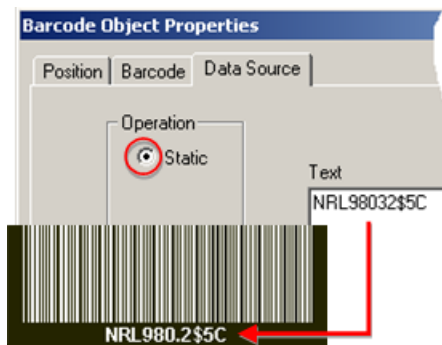 Barcode Object Properties
Position Barcode Data Source
Operation
Static
Text
NRL98032$5C
NRL980.2$5C